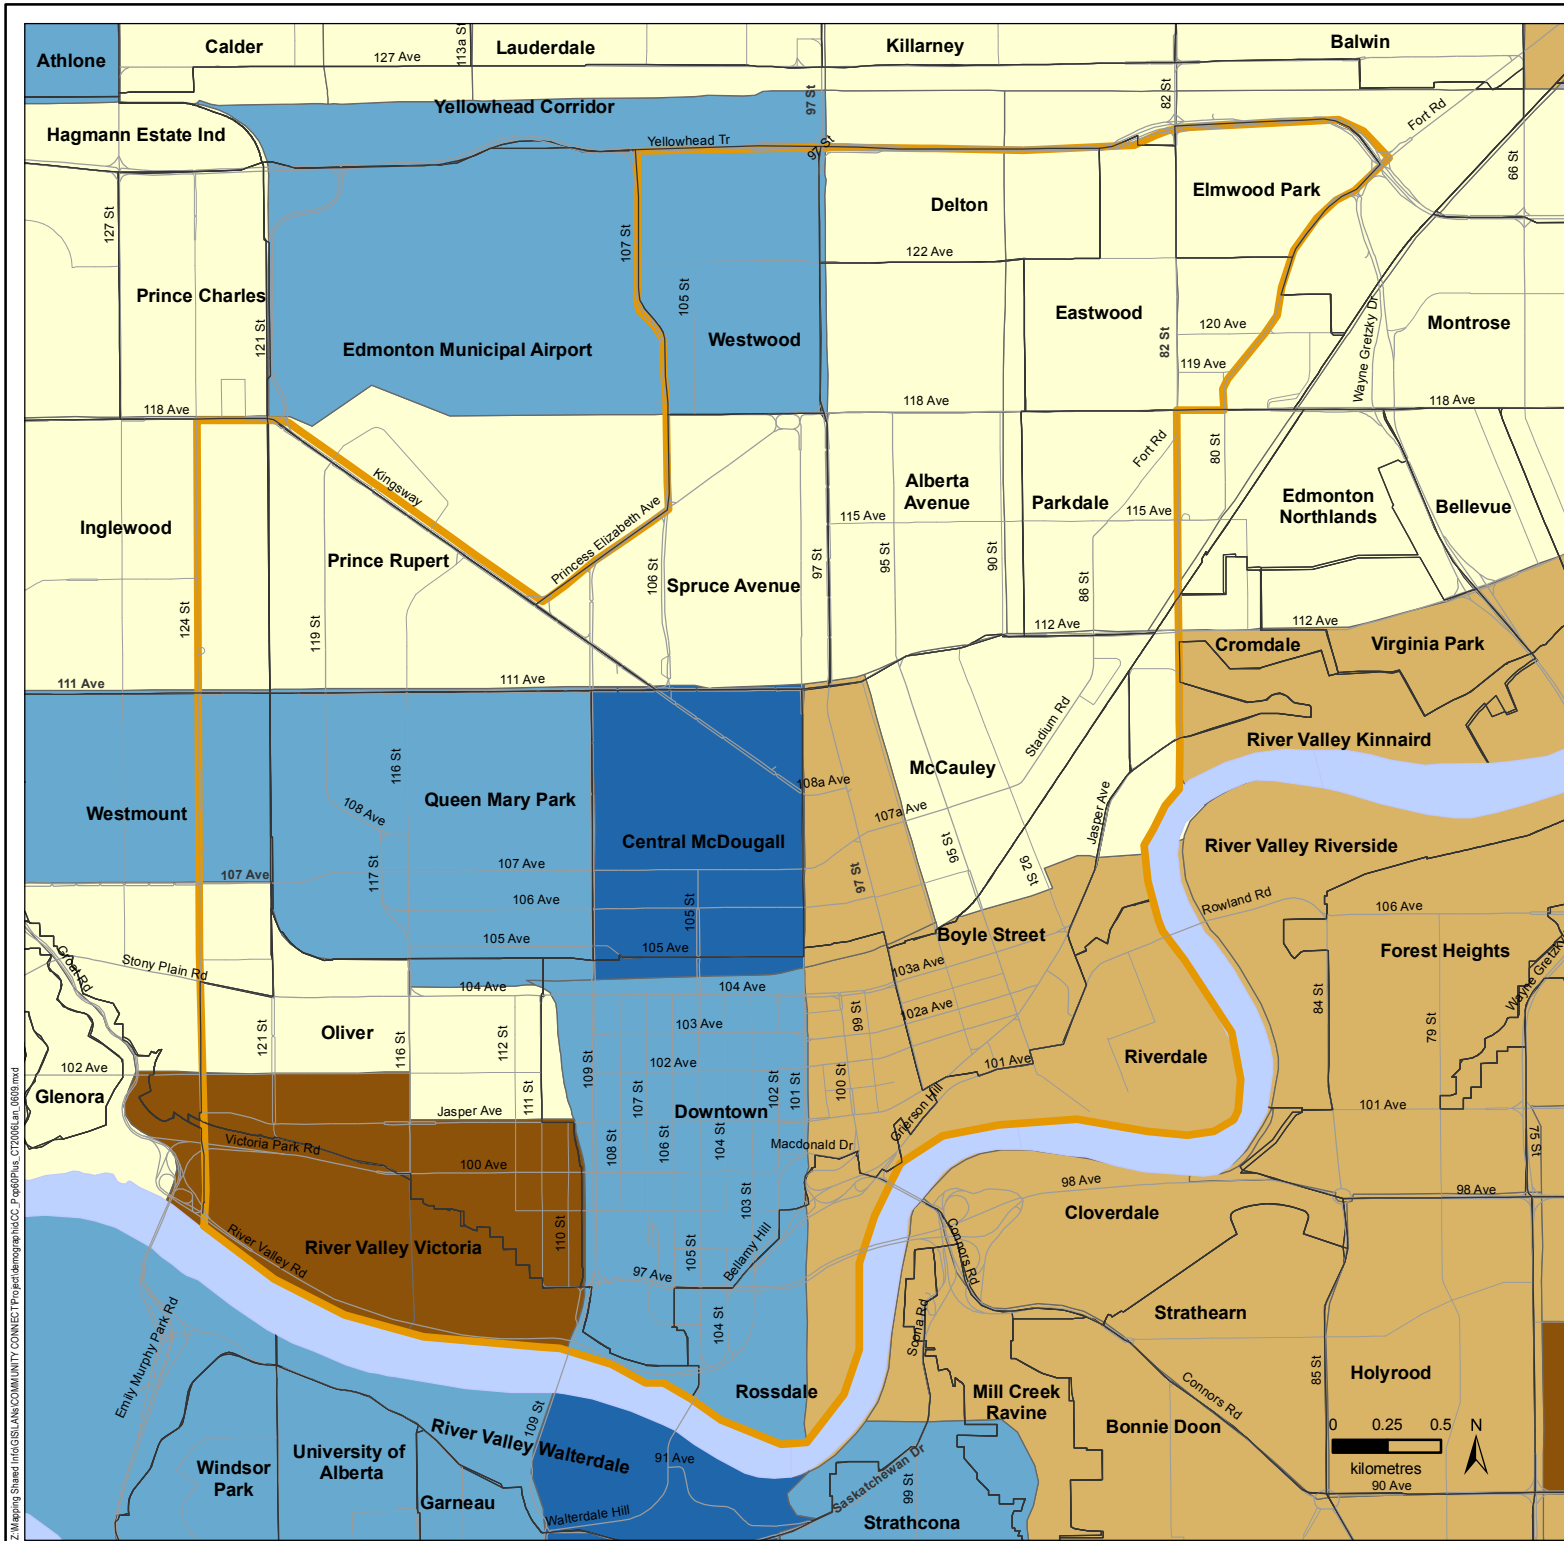 Athlone
Calder
127 Ave
113a St
Lauderdale
Killarney
Balwin
Yellowhead Corridor
97 St
82 St
Fort Rd
Hagmann Estate Ind
Yellowhead Tr
97 St
66 St
127 St
107 St
Delton
Elmwood Park
122 Ave
Prince Charles
105 St
Eastwood
120 Ave
Wayne Gretzky Dr
Montrose
121 St
Edmonton Municipal Airport
Westwood
82 St
119 Ave
118 Ave
118 Ave
118 Ave
Kingsway
Fort Rd
80 St
Alberta
Avenue
Parkdale
Edmonton
Northlands
Bellevue
Inglewood
Princess Elizabeth Ave
115 Ave
115 Ave
Prince Rupert
106 St
Spruce Avenue
97 St
95 St
90 St
86 St
124 St
119 St
112 Ave
112 Ave
Cromdale
Virginia Park
111 Ave
111 Ave
Stadium Rd
River Valley Kinnaird
116 St
108a Ave
McCauley
Westmount
108 Ave
Queen Mary Park
107a Ave
Jasper Ave
Central McDougall
95 St
River Valley Riverside
107 Ave
117 St
107 Ave
97 St
92 St
106 Ave
105 St
Rowland Rd
106 Ave
105 Ave
105 Ave
Boyle Street
Forest Heights
Groat Rd
Stony Plain Rd
103a Ave
Wayne Gretzky
104 Ave
104 Ave
102a Ave
84 St
121 St
Oliver
116 St
112 St
103 Ave
99 St
79 St
102 Ave
109 St
102 Ave
101 Ave
Riverdale
Glenora
111 St
107 St
102 St
101 St
100 St
Jasper Ave
Downtown
Grierson Hill
101 Ave
Victoria Park Rd
108 St
106 St
104 St
Macdonald Dr
75 St
100 Ave
98 Ave
98 Ave
103 St
Cloverdale
River Valley Rd
River Valley Victoria
110 St
105 St
Bellamy Hill
Connors Rd
97 Ave
Emily Murphy Park Rd
104 St
Scona Rd
Strathearn
85 St
Holyrood
Rossdale
Mill Creek
Ravine
Connors Rd
Bonnie Doon
109 St
River Valley Walterdale
0 0.25 0.5
N
kilometres
University of
Alberta
Windsor
Park
91 Ave
Saskatchewan Dr
99 St
90 Ave
Garneau
Walterdale Hill
Strathcona